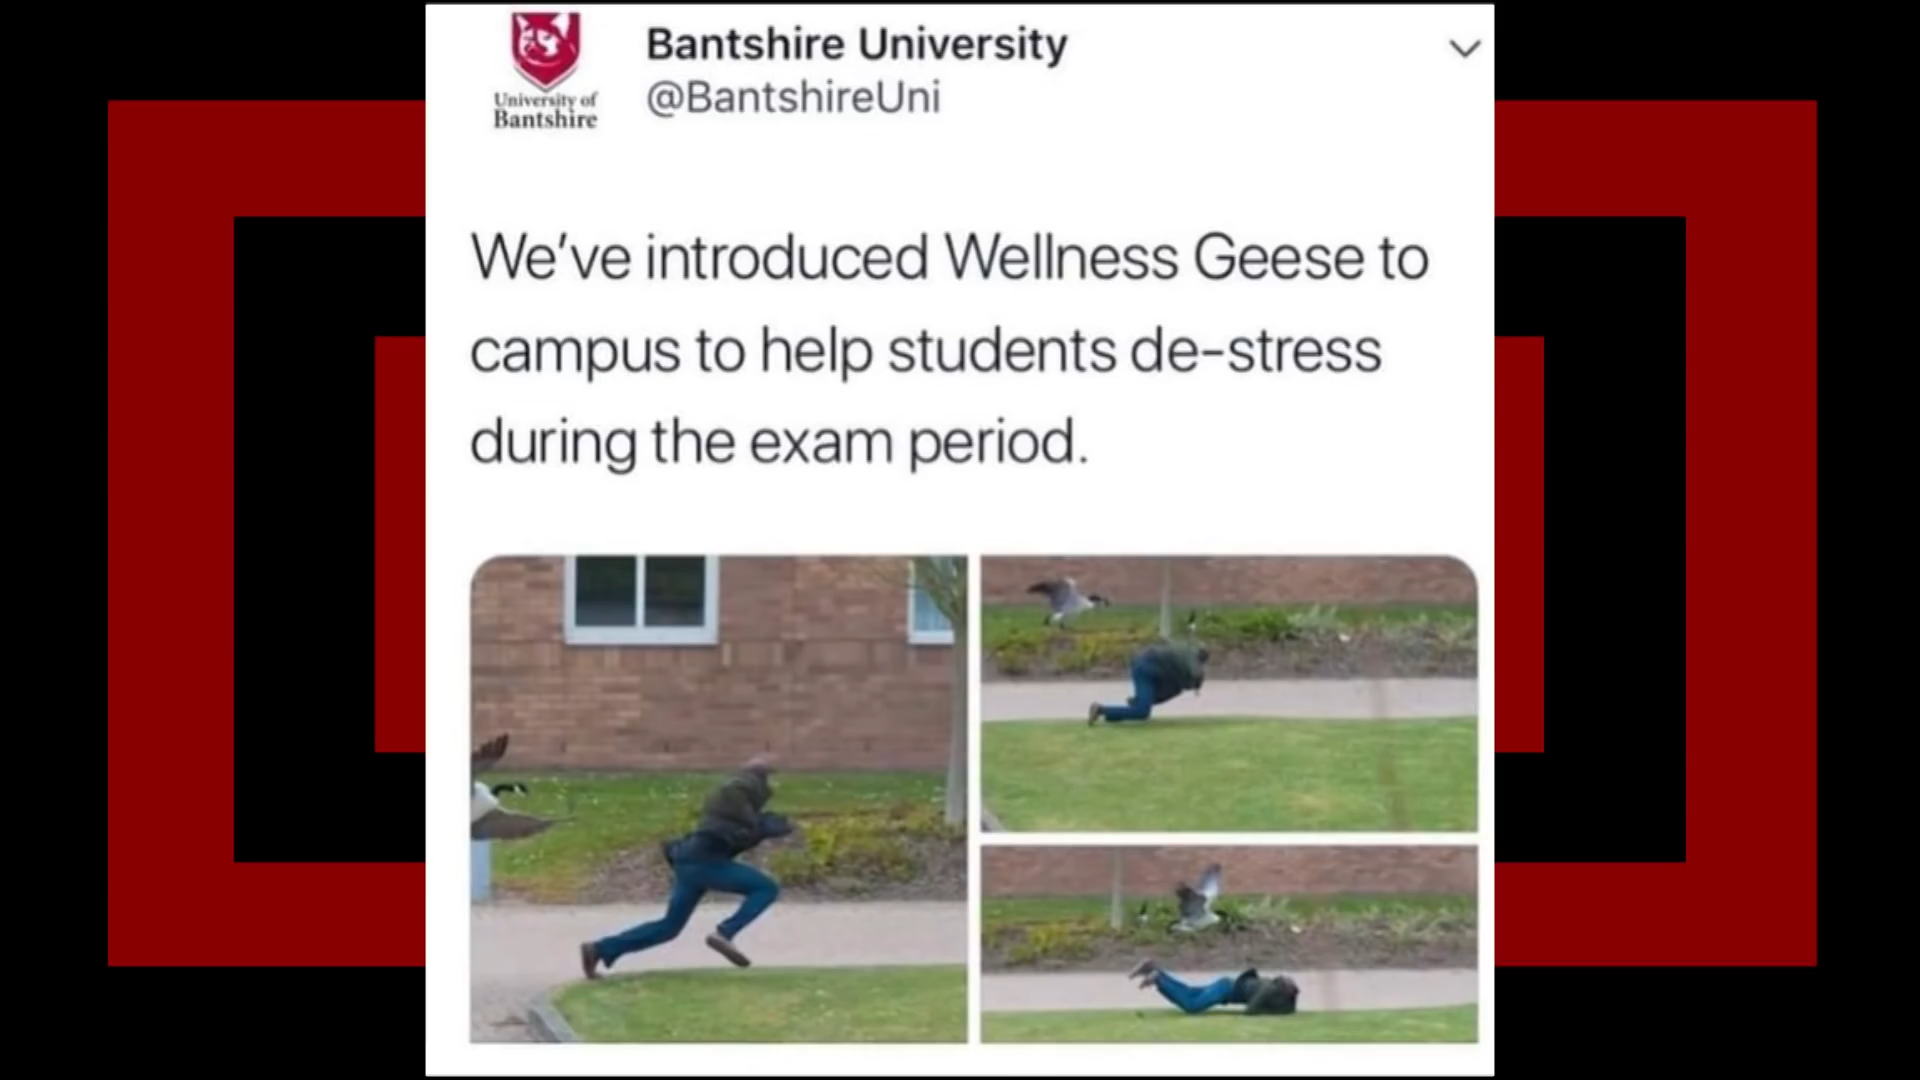 University of
Bantshire
Bantshire University
@BantshireUni
We've introduced Wellness Geese to
campus to help students de-stress
during the exam period.